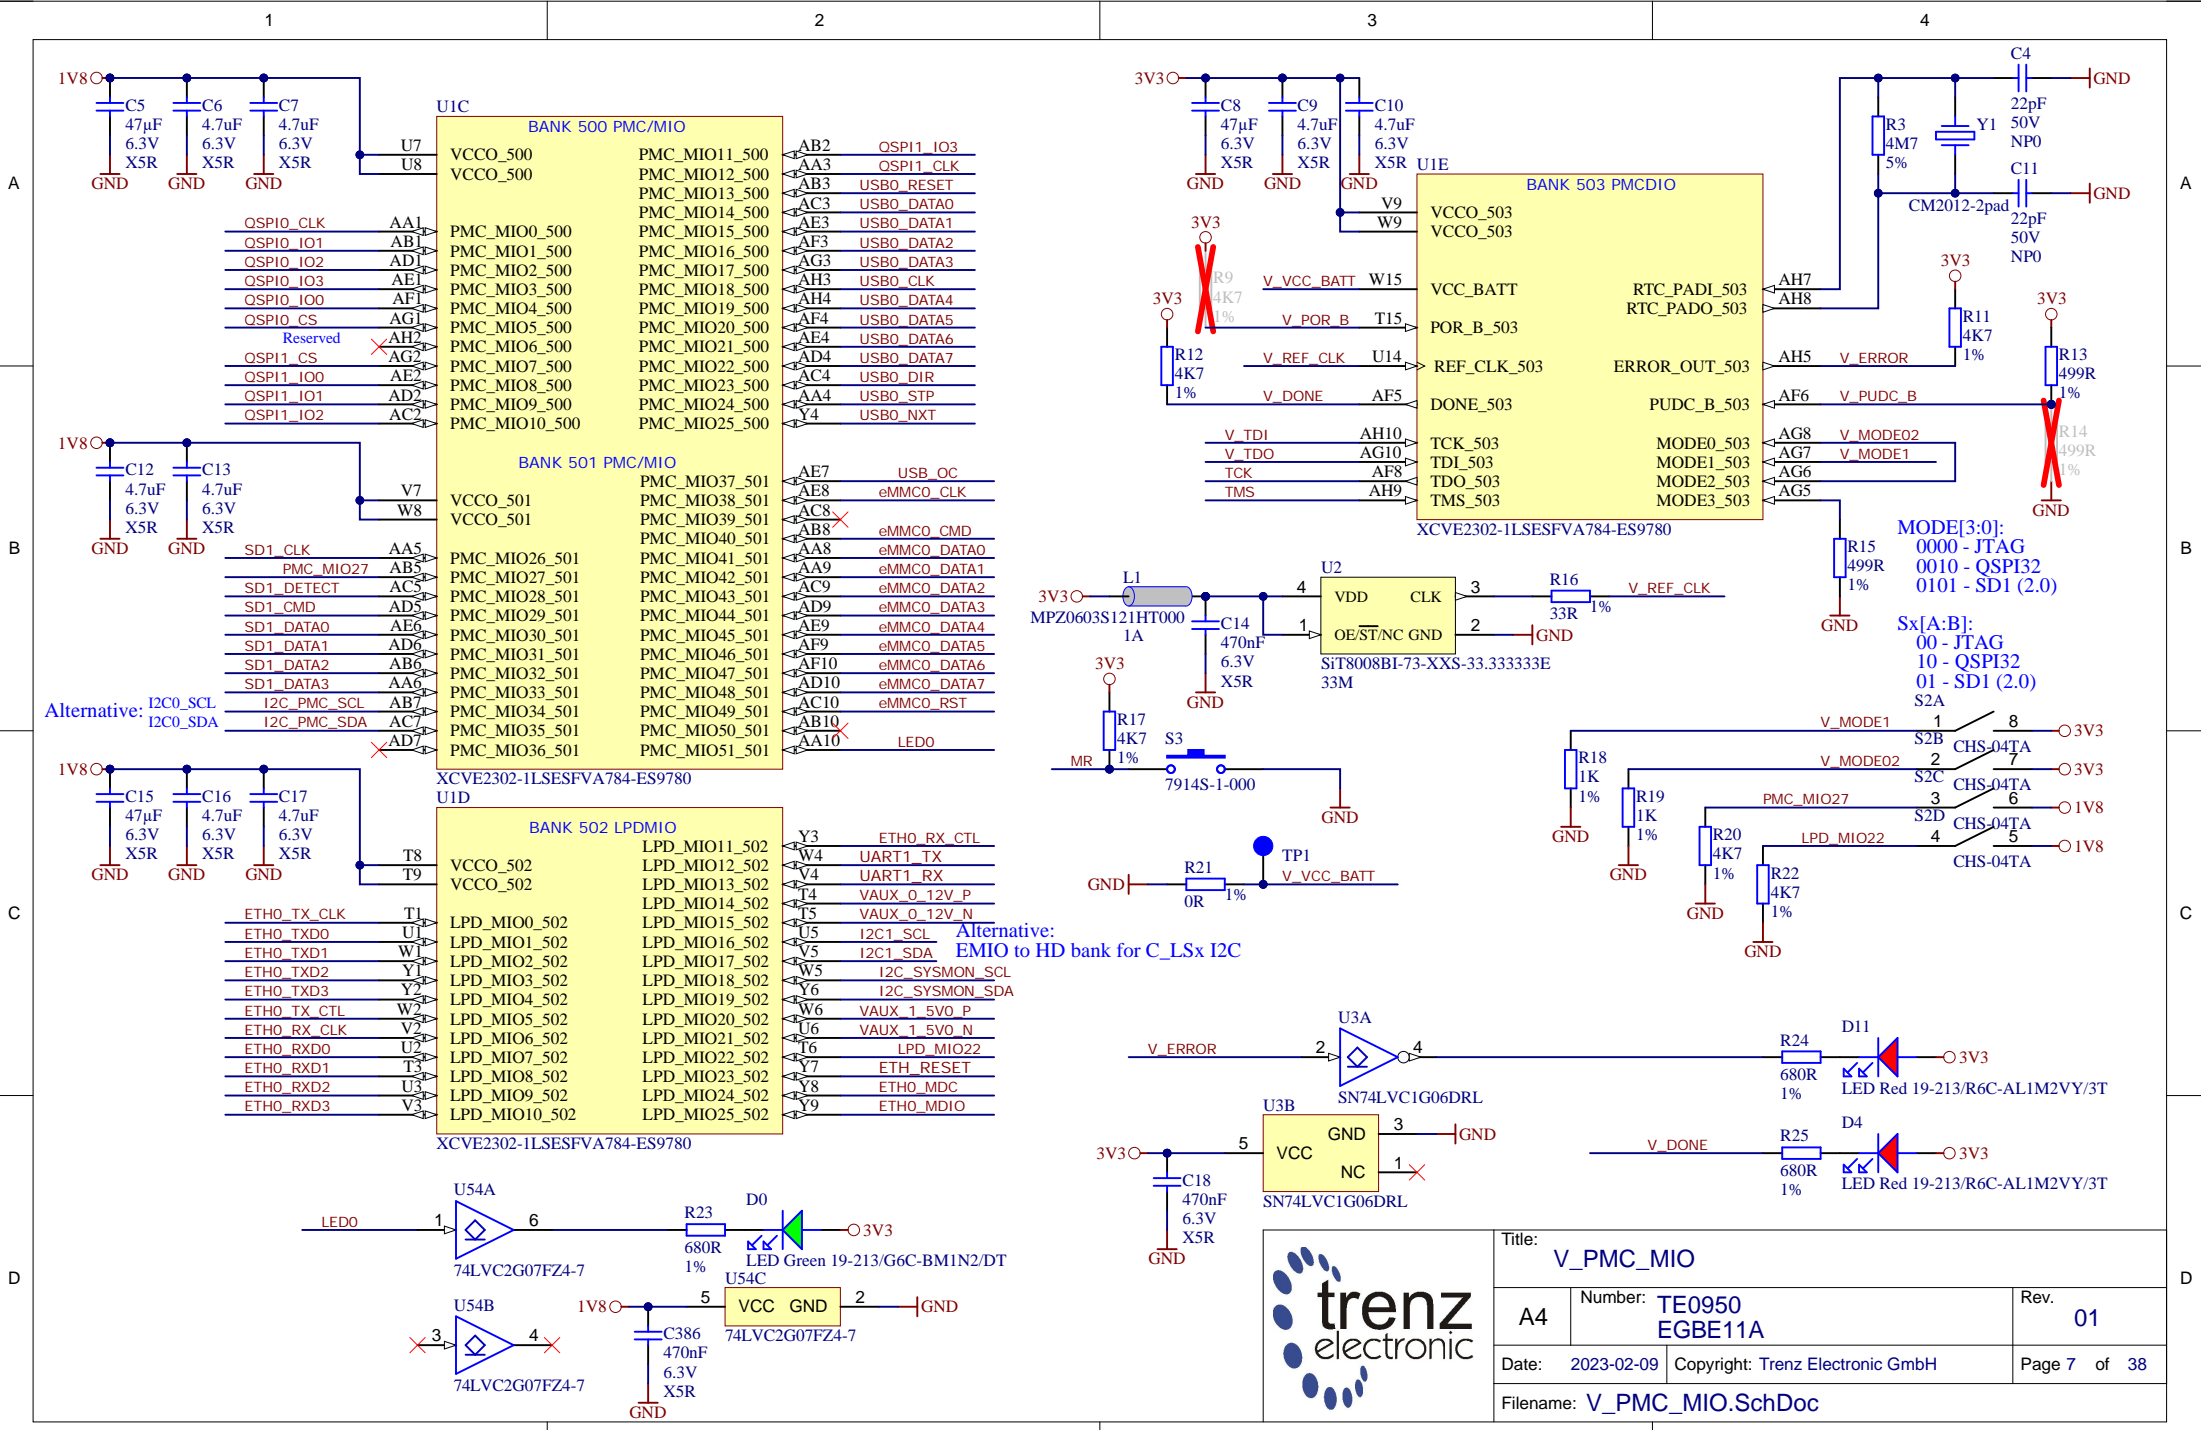 1 2 3 4
A A
B B
C C
D D
1V8
C5
47µF
6.3V
X5R
GND
C6
4.7uF
6.3V
X5R
GND
C7
4.7uF
6.3V
X5R
GND
U1C
BANK 500 PMC/MIO
U7 VCCO_500
U8 VCCO_500
QSPI0_CLK AA1 PMC_MIO0_500
QSPI0_IO1 AB1 PMC_MIO1_500
QSPI0_IO2 AD1 PMC_MIO2_500
QSPI0_IO3 AE1 PMC_MIO3_500
QSPI0_IO0 AF1 PMC_MIO4_500
QSPI0_CS AG1 PMC_MIO5_500
Reserved AH2 PMC_MIO6_500
QSPI1_CS AG2 PMC_MIO7_500
QSPI1_IO0 AE2 PMC_MIO8_500
QSPI1_IO1 AD2 PMC_MIO9_500
QSPI1_IO2 AC2 PMC_MIO10_500
PMC_MIO11_500 AB2 QSPI1_IO3
PMC_MIO12_500 AA3 QSPI1_CLK
PMC_MIO13_500 AB3 USB0_RESET
PMC_MIO14_500 AC3 USB0_DATA0
PMC_MIO15_500 AE3 USB0_DATA1
PMC_MIO16_500 AF3 USB0_DATA2
PMC_MIO17_500 AG3 USB0_DATA3
PMC_MIO18_500 AH3 USB0_CLK
PMC_MIO19_500 AH4 USB0_DATA4
PMC_MIO20_500 AF4 USB0_DATA5
PMC_MIO21_500 AE4 USB0_DATA6
PMC_MIO22_500 AD4 USB0_DATA7
PMC_MIO23_500 AC4 USB0_DIR
PMC_MIO24_500 AA4 USB0_STP
PMC_MIO25_500 Y4 USB0_NXT
1V8
C12
4.7uF
6.3V
X5R
GND
C13
4.7uF
6.3V
X5R
GND
BANK 501 PMC/MIO
V7 VCCO_501
W8 VCCO_501
SD1_CLK AA5 PMC_MIO26_501
PMC_MIO27 AB5 PMC_MIO27_501
SD1_DETECT AC5 PMC_MIO28_501
SD1_CMD AD5 PMC_MIO29_501
SD1_DATA0 AE6 PMC_MIO30_501
SD1_DATA1 AD6 PMC_MIO31_501
SD1_DATA2 AB6 PMC_MIO32_501
SD1_DATA3 AA6 PMC_MIO33_501
Alternative: I2C0_SCL
I2C0_SDA
I2C_PMC_SCL AB7 PMC_MIO34_501
I2C_PMC_SDA AC7 PMC_MIO35_501
AD7 PMC_MIO36_501
PMC_MIO37_501 AE7 USB_OC
PMC_MIO38_501 AE8 eMMC0_CLK
PMC_MIO39_501 AC8
PMC_MIO40_501 AB8 eMMC0_CMD
PMC_MIO41_501 AA8 eMMC0_DATA0
PMC_MIO42_501 AA9 eMMC0_DATA1
PMC_MIO43_501 AC9 eMMC0_DATA2
PMC_MIO44_501 AD9 eMMC0_DATA3
PMC_MIO45_501 AE9 eMMC0_DATA4
PMC_MIO46_501 AF9 eMMC0_DATA5
PMC_MIO47_501 AF10 eMMC0_DATA6
PMC_MIO48_501 AD10 eMMC0_DATA7
PMC_MIO49_501 AC10 eMMC0_RST
PMC_MIO50_501 AB10
PMC_MIO51_501 AA10 LED0
XCVE2302-1LSESFVA784-ES9780
1V8
C15
47µF
6.3V
X5R
GND
C16
4.7uF
6.3V
X5R
GND
C17
4.7uF
6.3V
X5R
GND
U1D
BANK 502 LPDMIO
T8 VCCO_502
T9 VCCO_502
ETH0_TX_CLK T1 LPD_MIO0_502
ETH0_TXD0 U1 LPD_MIO1_502
ETH0_TXD1 W1 LPD_MIO2_502
ETH0_TXD2 Y1 LPD_MIO3_502
ETH0_TXD3 Y2 LPD_MIO4_502
ETH0_TX_CTL W2 LPD_MIO5_502
ETH0_RX_CLK V2 LPD_MIO6_502
ETH0_RXD0 U2 LPD_MIO7_502
ETH0_RXD1 T3 LPD_MIO8_502
ETH0_RXD2 U3 LPD_MIO9_502
ETH0_RXD3 V3 LPD_MIO10_502
LPD_MIO11_502 Y3 ETH0_RX_CTL
LPD_MIO12_502 W4 UART1_TX
LPD_MIO13_502 V4 UART1_RX
LPD_MIO14_502 T4 VAUX_0_12V_P
LPD_MIO15_502 T5 VAUX_0_12V_N
LPD_MIO16_502 U5 I2C1_SCL
LPD_MIO17_502 V5 I2C1_SDA
LPD_MIO18_502 W5 I2C_SYSMON_SCL
LPD_MIO19_502 Y6 I2C_SYSMON_SDA
LPD_MIO20_502 W6 VAUX_1_5V0_P
LPD_MIO21_502 U6 VAUX_1_5V0_N
LPD_MIO22_502 T6 LPD_MIO22
LPD_MIO23_502 Y7 ETH_RESET
LPD_MIO24_502 Y8 ETH0_MDC
LPD_MIO25_502 Y9 ETH0_MDIO
XCVE2302-1LSESFVA784-ES9780
Alternative:
EMIO to HD bank for C_LSx I2C
LED0
U54A
1 6
74LVC2G07FZ4-7
R23
680R
1%
D0
3V3
LED Green 19-213/G6C-BM1N2/DT
U54B
3 4
74LVC2G07FZ4-7
1V8
C386
470nF
6.3V
X5R
GND
U54C
5 VCC GND 2 GND
74LVC2G07FZ4-7
3V3
C8
47µF
6.3V
X5R
GND
C9
4.7uF
6.3V
X5R
GND
C10
4.7uF
6.3V
X5R
GND
U1E
BANK 503 PMCDIO
V9 VCCO_503
W9 VCCO_503
V_VCC_BATT W15 VCC_BATT
V_POR_B T15 POR_B_503
V_REF_CLK U14 REF_CLK_503
V_DONE AF5 DONE_503
V_TDI AH10 TCK_503
V_TDO AG10 TDI_503
TCK AF8 TDO_503
TMS AH9 TMS_503
RTC_PADI_503 AH7
RTC_PADO_503 AH8
ERROR_OUT_503 AH5 V_ERROR
PUDC_B_503 AF6 V_PUDC_B
MODE0_503 AG8 V_MODE02
MODE1_503 AG7 V_MODE1
MODE2_503 AG6
MODE3_503 AG5
XCVE2302-1LSESFVA784-ES9780
3V3
R9
4K7
1%
3V3
R12
4K7
1%
R3
4M7
5%
Y1
CM2012-2pad
C4
22pF
50V
NP0
GND
C11
22pF
50V
NP0
GND
3V3
R11
4K7
1%
3V3
R13
499R
1%
R14
499R
1%
GND
R15
499R
1%
GND
MODE[3:0]:
0000 - JTAG
0010 - QSPI32
0101 - SD1 (2.0)
Sx[A:B]:
00 - JTAG
10 - QSPI32
01 - SD1 (2.0)
3V3
L1
MPZ0603S121HT000
1A
C14
470nF
6.3V
X5R
GND
U2
4 VDD CLK 3
1 OE/ST/NC GND 2 GND
SiT8008BI-73-XXS-33.333333E
33M
R16
33R
1%
V_REF_CLK
3V3
R17
4K7
1%
MR
S3
7914S-1-000
GND
S2A
V_MODE1 1 8 3V3
CHS-04TA
S2B
V_MODE02 2 7 3V3
CHS-04TA
S2C
PMC_MIO27 3 6 1V8
CHS-04TA
S2D
LPD_MIO22 4 5 1V8
CHS-04TA
R18
1K
1%
GND
R19
1K
1%
GND
R20
4K7
1%
GND
R22
4K7
1%
GND
GND
R21
0R
1%
TP1
V_VCC_BATT
V_ERROR
U3A
2 4
SN74LVC1G06DRL
R24
680R
1%
D11
3V3
LED Red 19-213/R6C-AL1M2VY/3T
3V3
C18
470nF
6.3V
X5R
GND
U3B
5 VCC GND 3 GND
NC 1
SN74LVC1G06DRL
V_DONE
R25
680R
1%
D4
3V3
LED Red 19-213/R6C-AL1M2VY/3T
trenz
electronic
Title:
V_PMC_MIO
A4
Number: TE0950
EGBE11A
Rev.
01
Date: 2023-02-09
Copyright: Trenz Electronic GmbH
Page 7 of 38
Filename: V_PMC_MIO.SchDoc